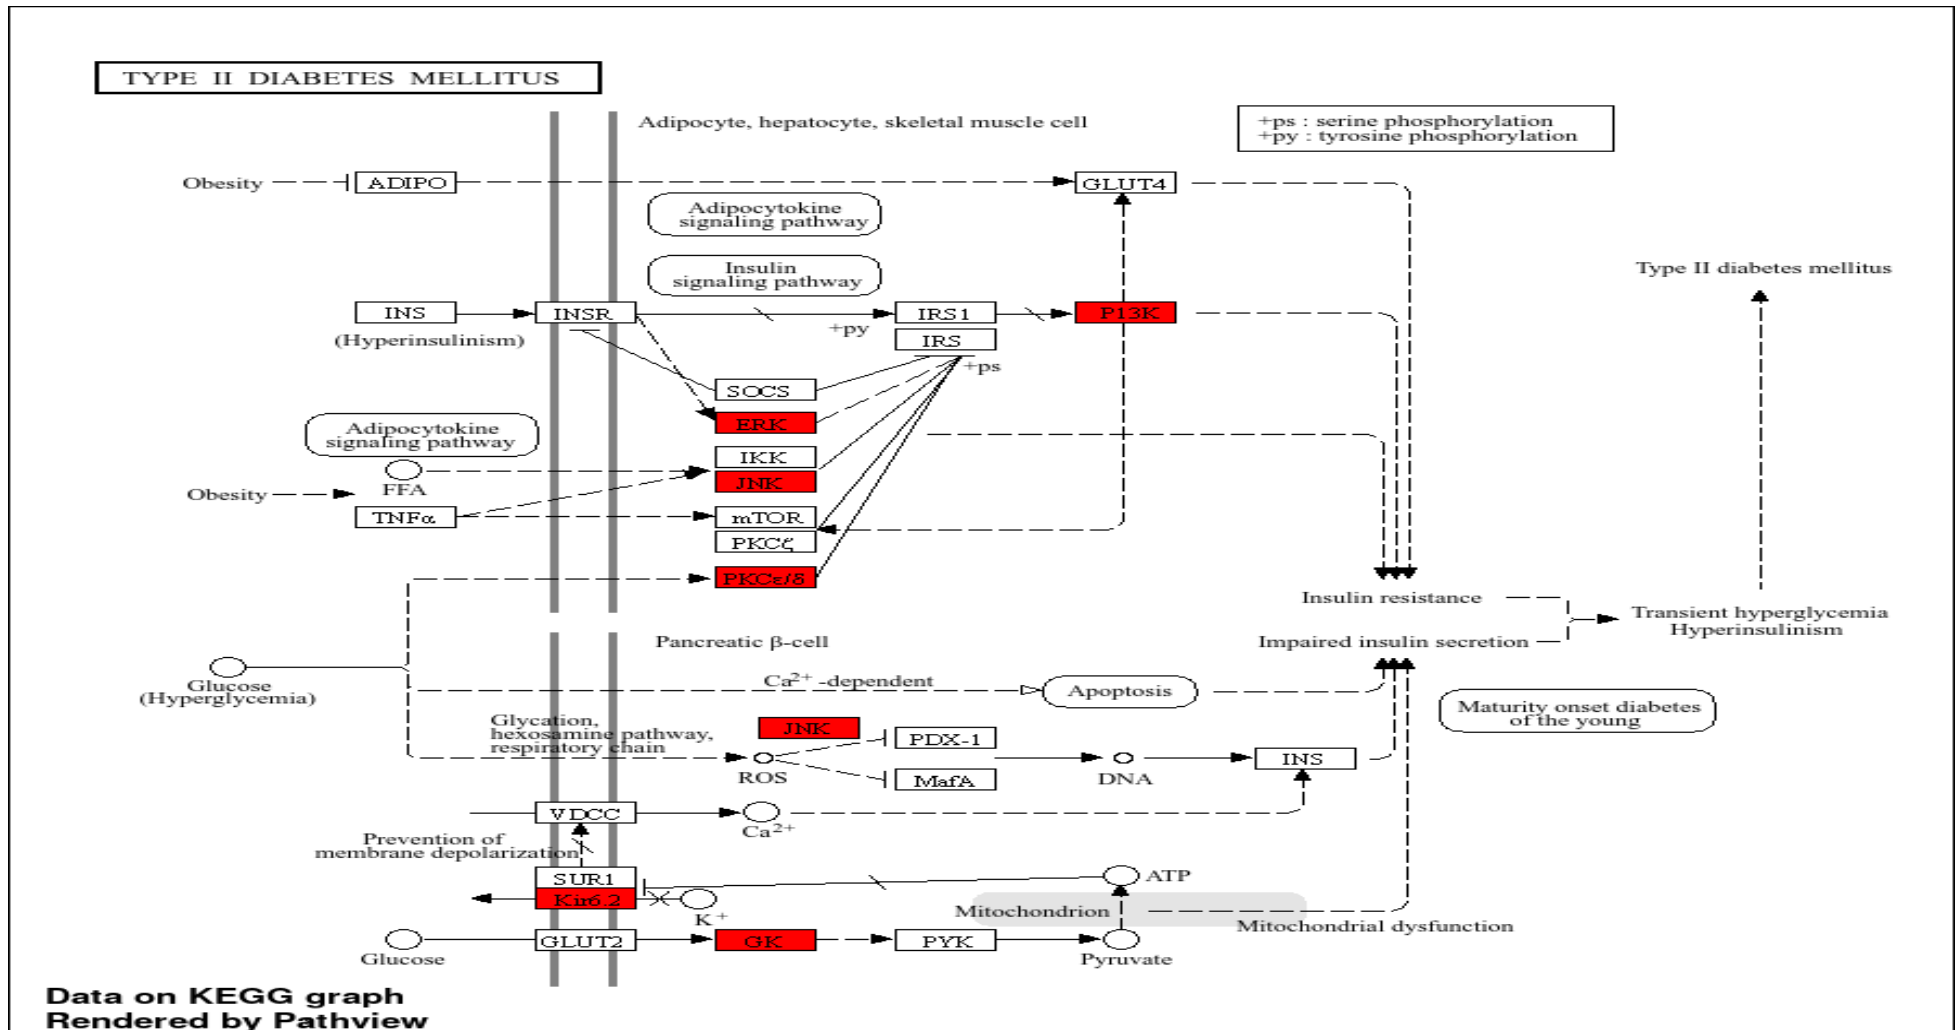 TYPE II DIABETES MELLITUS
Adipocyte, hepatocyte, skeletal muscle cell
+ps : serine phosphorylation
+py : tyrosine phosphorylation
Obesity
ADIPO
GLUT4
Adipocytokine
signaling pathway
Insulin
signaling pathway
Type II diabetes mellitus
INS
(Hyperinsulinism)
INSR
+py
IRS1
IRS
+ps
P13K
SOCS
ERK
Adipocytokine
signaling pathway
IKK
JNK
FFA
Obesity
TNFα
mTOR
PKCζ
PKCε/δ
Insulin resistance
Impaired insulin secretion
Transient hyperglycemia
Hyperinsulinism
Pancreatic β-cell
Glucose
(Hyperglycemia)
Ca2+ -dependent
Apoptosis
Maturity onset diabetes
of the young
Glycation,
hexosamine pathway,
respiratory chain
JNK
PDX-1
ROS
MafA
DNA
INS
VDCC
Ca2+
Prevention of
membrane depolarization
SUR1
Kir6.2
K+
ATP
Mitochondrion
Mitochondrial dysfunction
Glucose
GLUT2
GK
PYK
Pyruvate
Data on KEGG graph
Rendered by Pathview